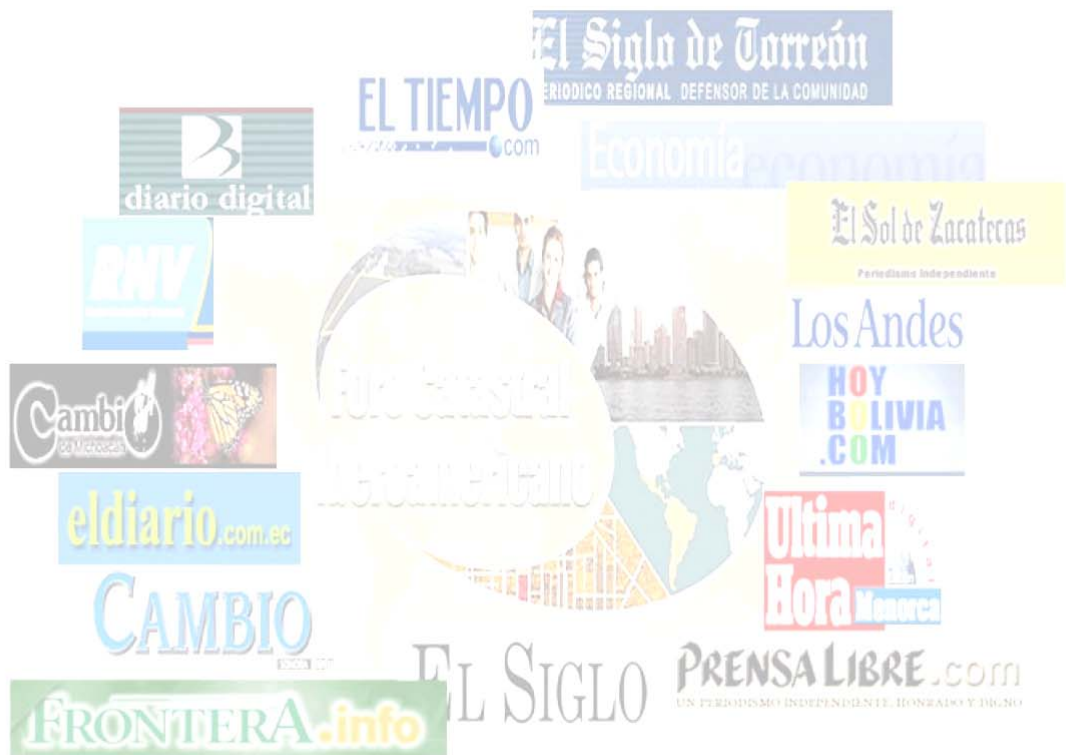 El Siglo de Torreón
PERIODICO REGIONAL DEFENSOR DE LA COMUNIDAD
EL TIEMPO
.com
Economía economía
B
diario digital
El Sol de Zacatecas
Periodismo Independiente
RNV
Los Andes
Foro Catastral
Iberoamericano
HOY
BOLIVIA
.COM
Cambio
de Michoacán
eldiario.com.ec
Ultima
Hora
Menorca
CAMBIO
EL SIGLO
PRENSA LIBRE.com
UN PERIODISMO INDEPENDIENTE, HONRADO Y DIGNO
FRONTERA.info